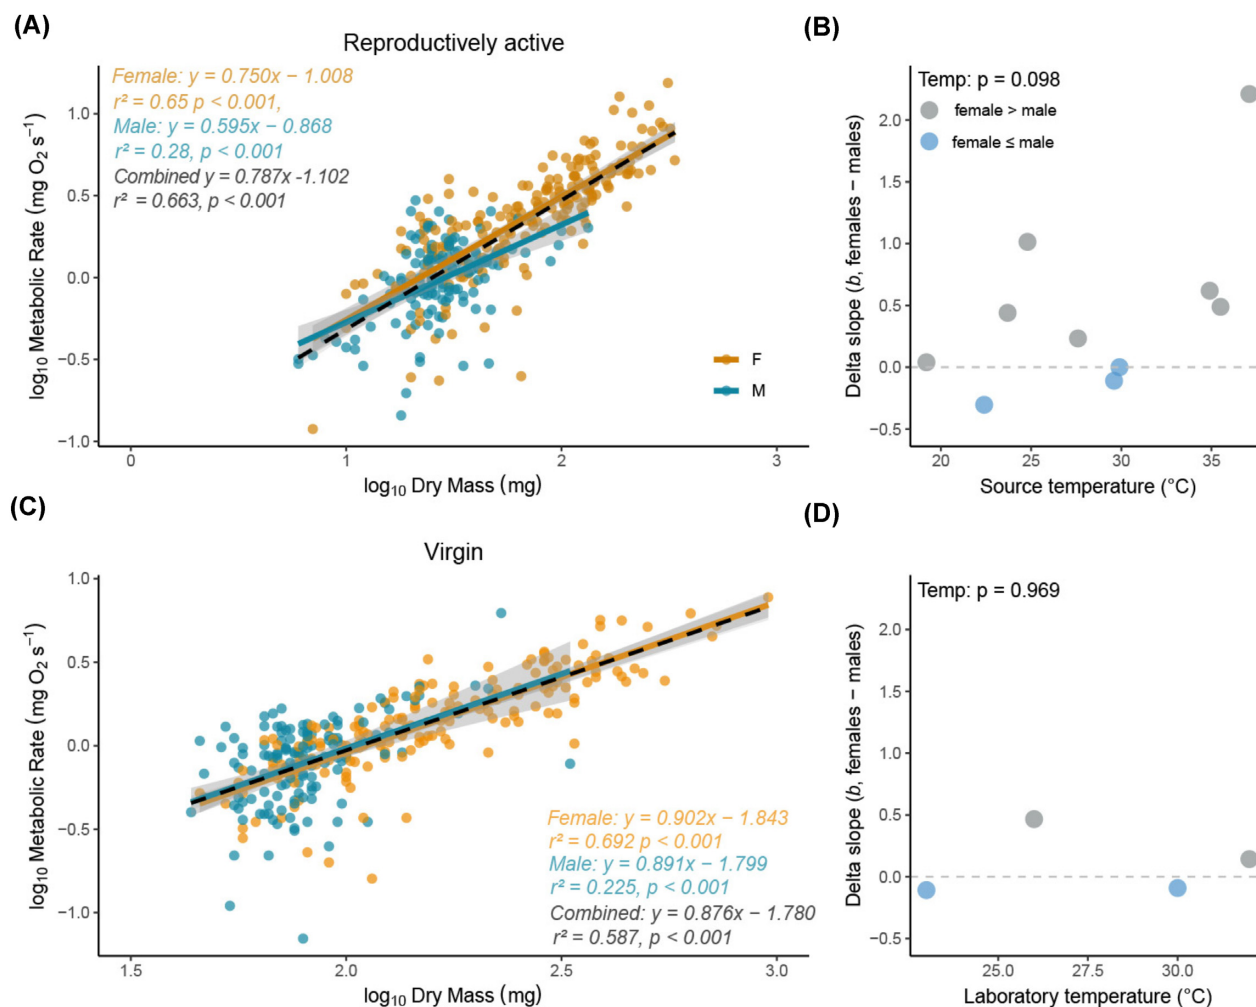 (A)
Reproductively active
Female: y = 0.750x − 1.008
r² = 0.65 p < 0.001,
Male: y = 0.595x − 0.868
r² = 0.28, p < 0.001
Combined y = 0.787x -1.102
r² = 0.663, p < 0.001
log₁₀ Metabolic Rate (mg O₂ s⁻¹)
1.0
0.5
0.0
−0.5
−1.0
F
M
0 1 2 3
log₁₀ Dry Mass (mg)
(B)
Temp: p = 0.098
female > male
female ≤ male
Delta slope (b, females − males)
2.0
1.5
1.0
0.5
0.0
−0.5
20 25 30 35
Source temperature (°C)
(C)
Virgin
log₁₀ Metabolic Rate (mg O₂ s⁻¹)
1.0
0.5
0.0
−0.5
−1.0
Female: y = 0.902x − 1.843
r² = 0.692 p < 0.001
Male: y = 0.891x − 1.799
r² = 0.225, p < 0.001
Combined: y = 0.876x − 1.780
r² = 0.587, p < 0.001
1.5 2.0 2.5 3.0
log₁₀ Dry Mass (mg)
(D)
Temp: p = 0.969
Delta slope (b, females − males)
2.0
1.5
1.0
0.5
0.0
−0.5
25.0 27.5 30.0
Laboratory temperature (°C)